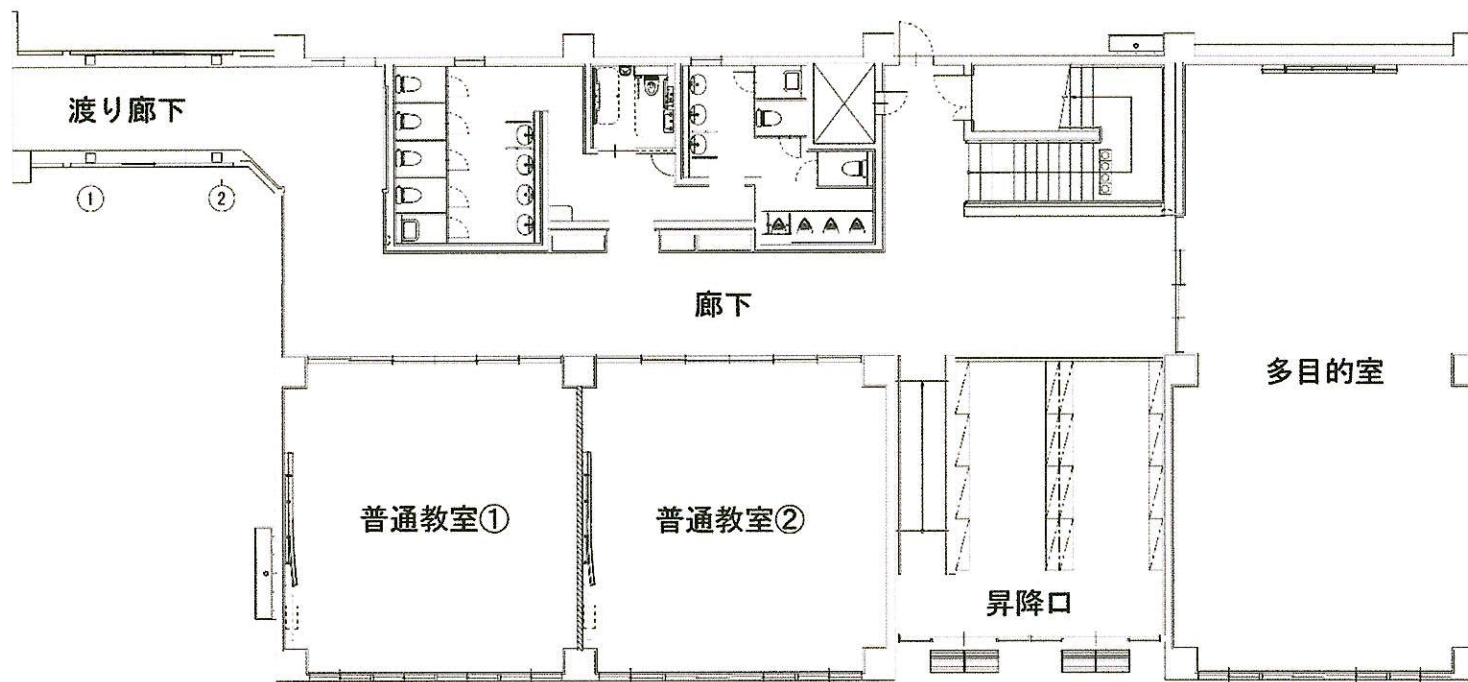 渡り廊下
① ②
廊下
多目的室
普通教室① 普通教室②
昇降口